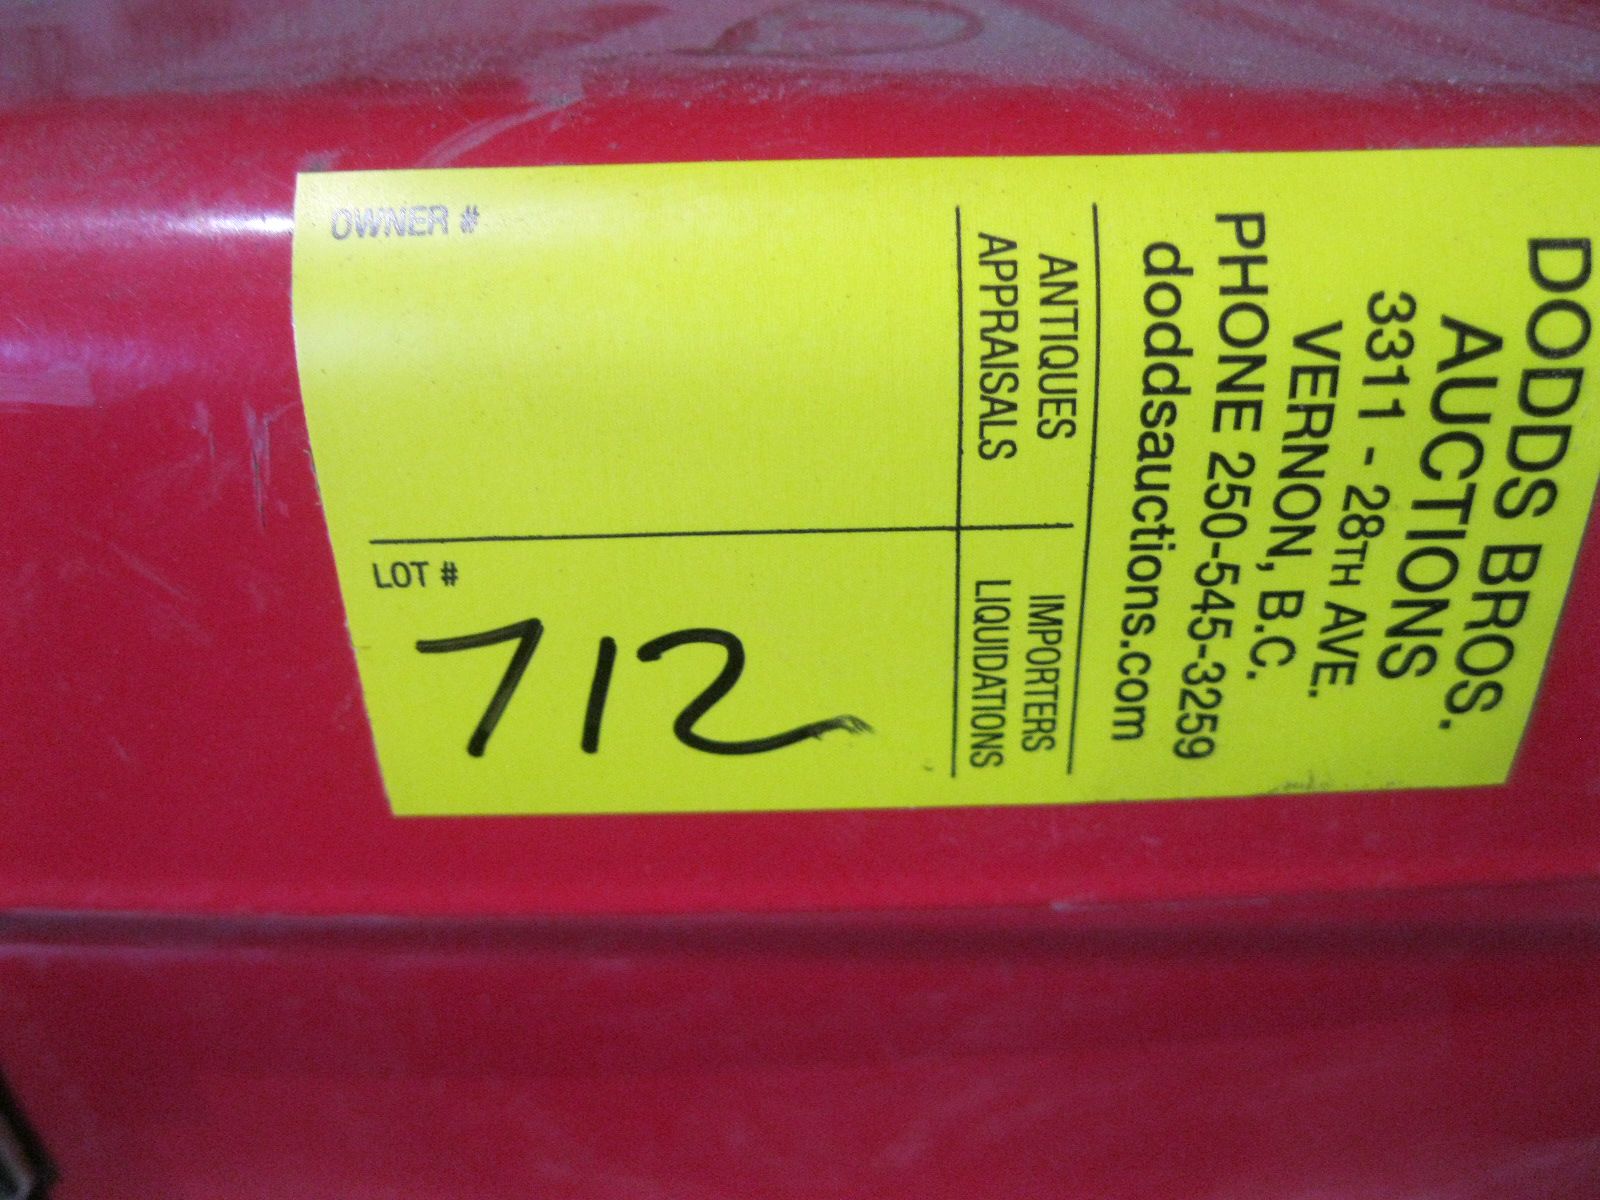 DODDS BROS.
AUCTIONS
3311 - 28TH AVE.
VERNON, B.C.
PHONE 250-545-3259
doddsauctions.com
ANTIQUES
APPRAISALS
IMPORTERS
LIQUIDATIONS
OWNER #
LOT #
712